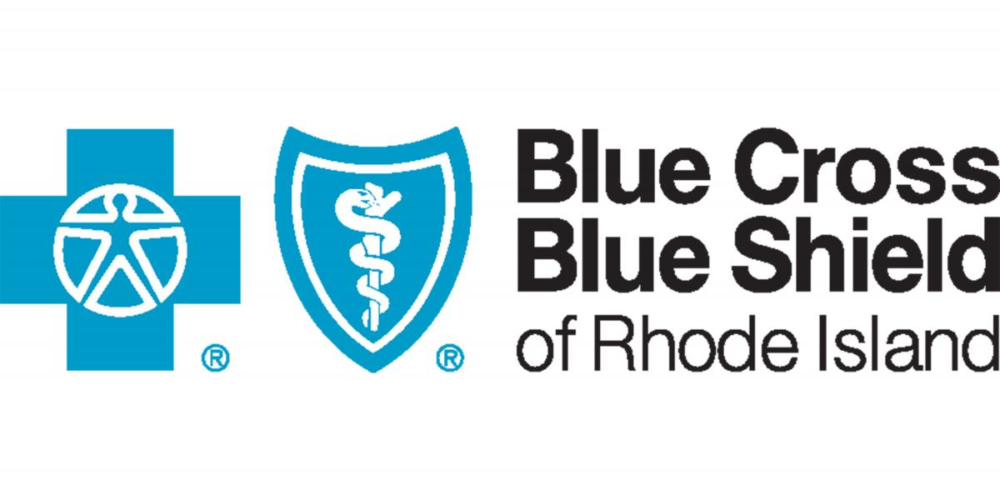 Blue Cross
Blue Shield
of Rhode Island
®
®